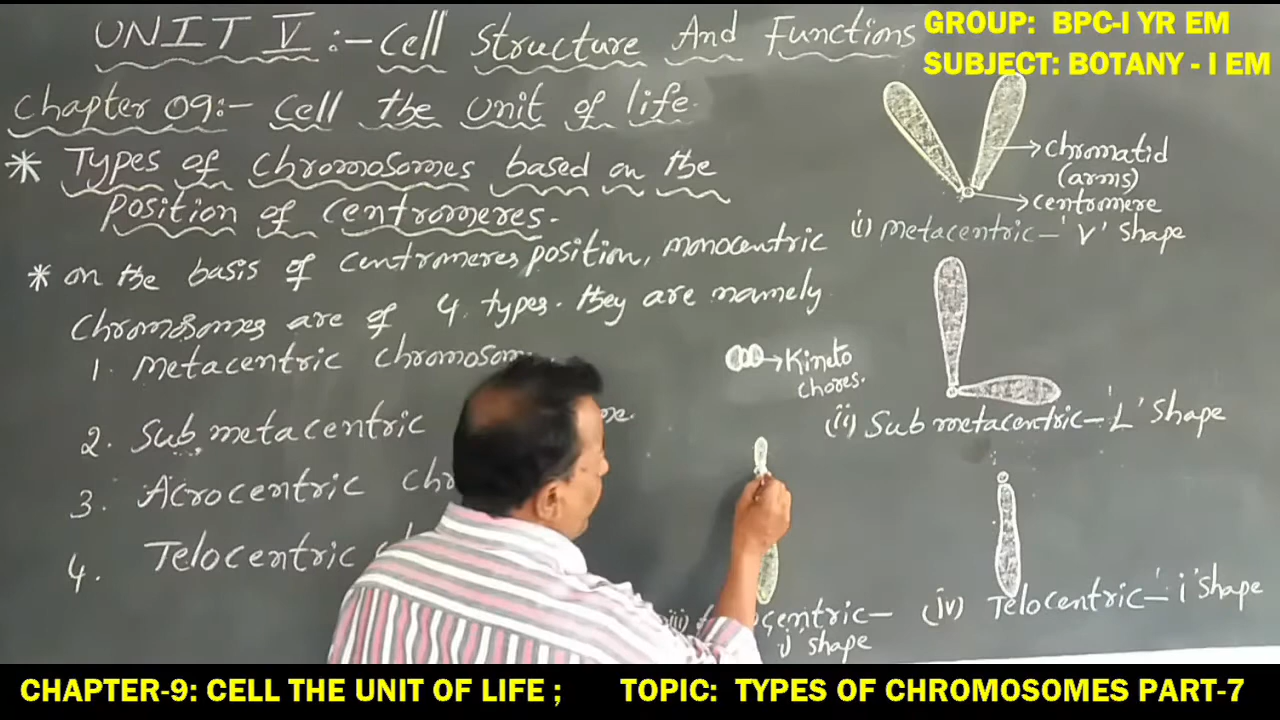 UNIT V :- Cell Structure And Functions
GROUP: BPC-I YR EM
SUBJECT: BOTANY - I EM
Chapter 09:- Cell the Unit of life.
* Types of Chromosomes based on the
Position of Centromeres.
* on the basis of centromeres position, monocentric
Chromosomes are of 4 types. they are namely
1. Metacentric chromosome
2. Sub metacentric
3. Acrocentric
4. Telocentric
chromatid
(arms)
centromere
i) Metacentric - 'V' Shape
Kineto
chores.
(ii) Sub metacentric - 'L' Shape
iii)
'j' shape
(iv) Telocentric - 'i' Shape
CHAPTER-9: CELL THE UNIT OF LIFE ; TOPIC: TYPES OF CHROMOSOMES PART-7